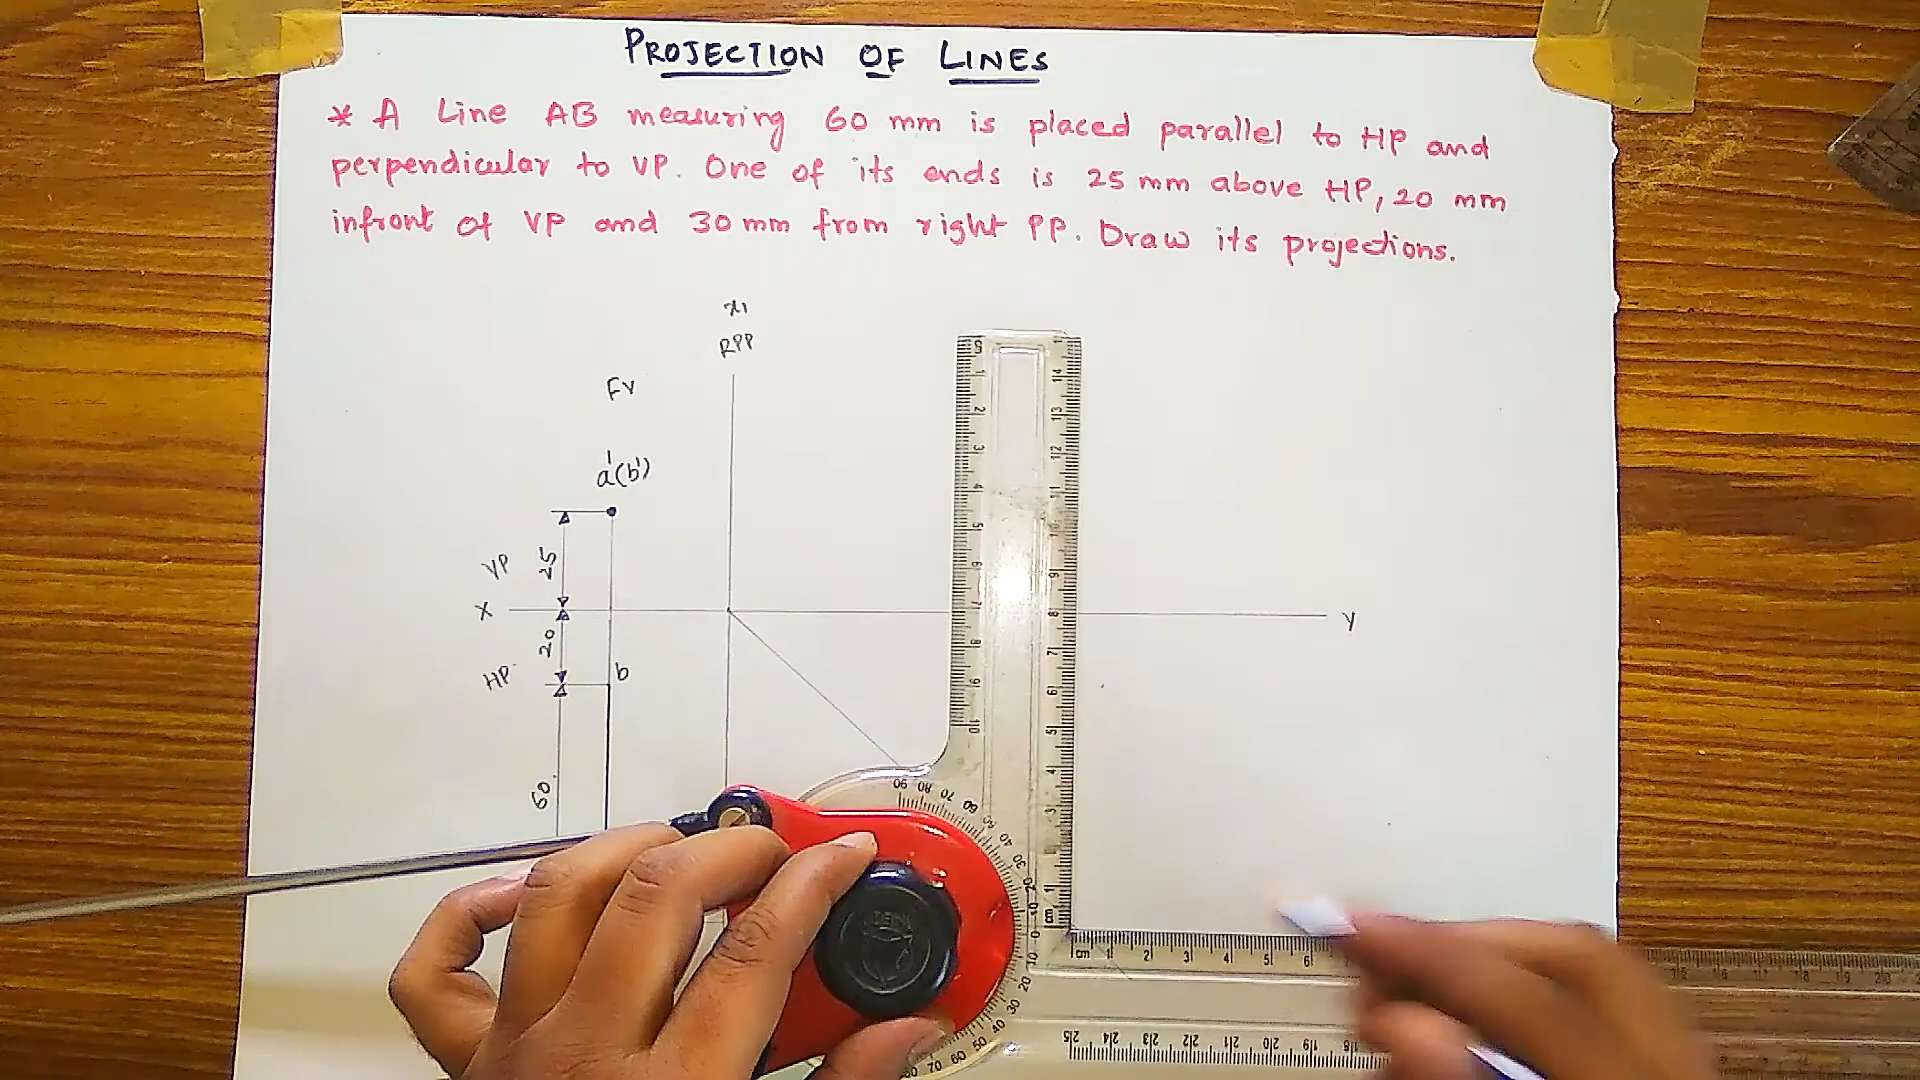 PROJECTION OF LINES
* A Line AB measuring 60 mm is placed parallel to HP and
perpendicular to VP. One of its ends is 25 mm above HP, 20 mm
infront of VP and 30 mm from right PP. Draw its projections.
x1
RPP
FV
a'(b')
VP
25
X
Y
20
HP
b
60